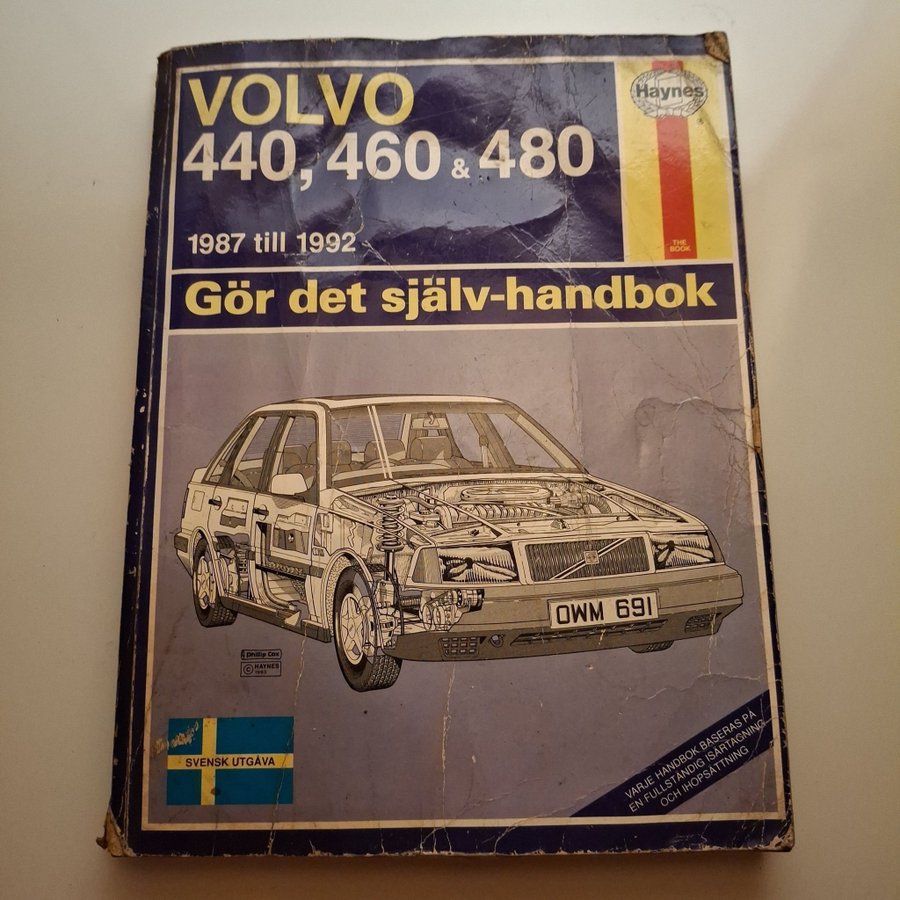 VOLVO
440, 460 & 480
1987 till 1992
Haynes
THE
BOOK
Gör det själv-handbok
OWM 691
Phillip Cox
© HAYNES
SVENSK UTGÅVA
VARJE HANDBOK BASERAS PÅ
EN FULLSTÄNDIG ISÄRTAGNING
OCH IHOPSÄTTNING